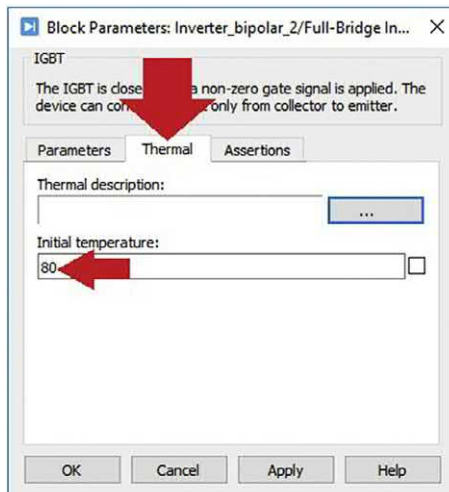 Block Parameters: Inverter_bipolar_2/Full-Bridge In...
IGBT
The IGBT is close a non-zero gate signal is applied. The
device can con only from collector to emitter.
Parameters Thermal Assertions
Thermal description:
...
Initial temperature:
80
OK Cancel Apply Help